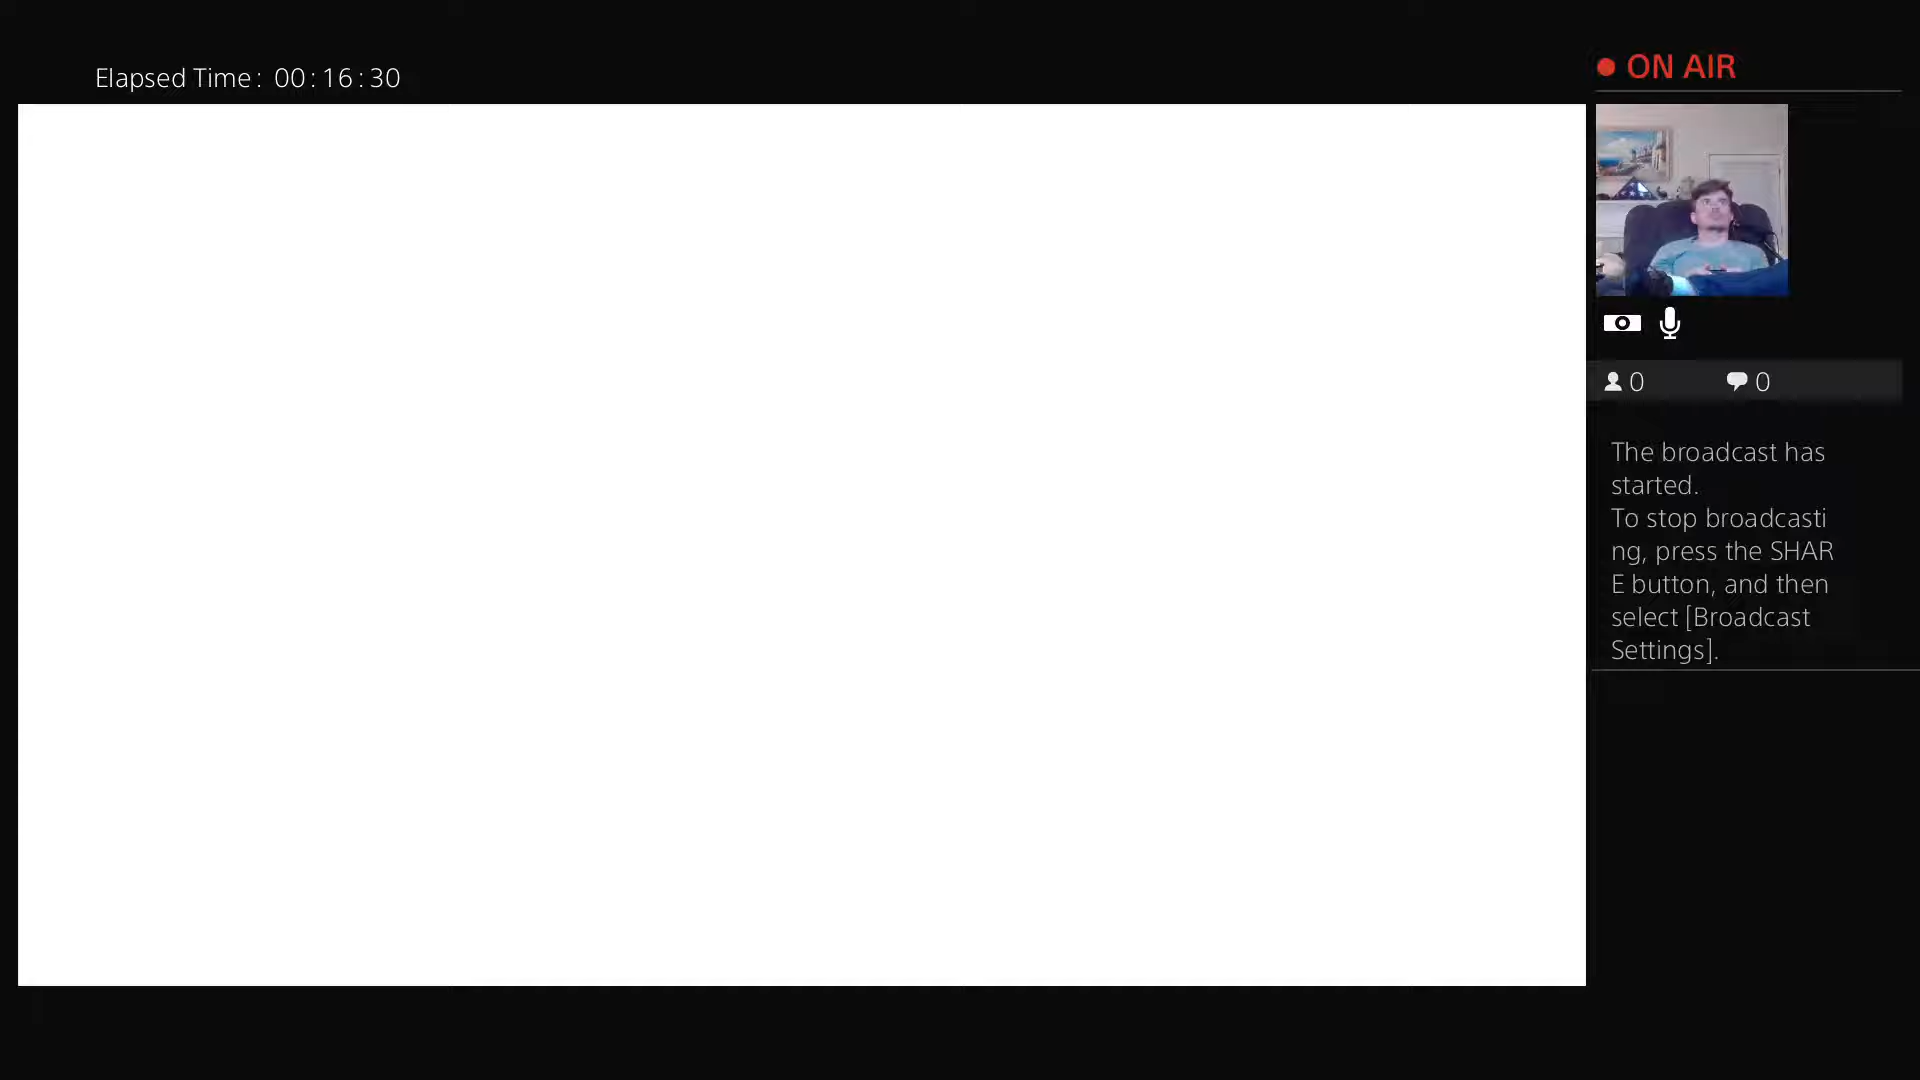 Elapsed Time: 00:16:30
ON AIR
0 0
The broadcast has
started.
To stop broadcasti
ng, press the SHAR
E button, and then
select [Broadcast
Settings].